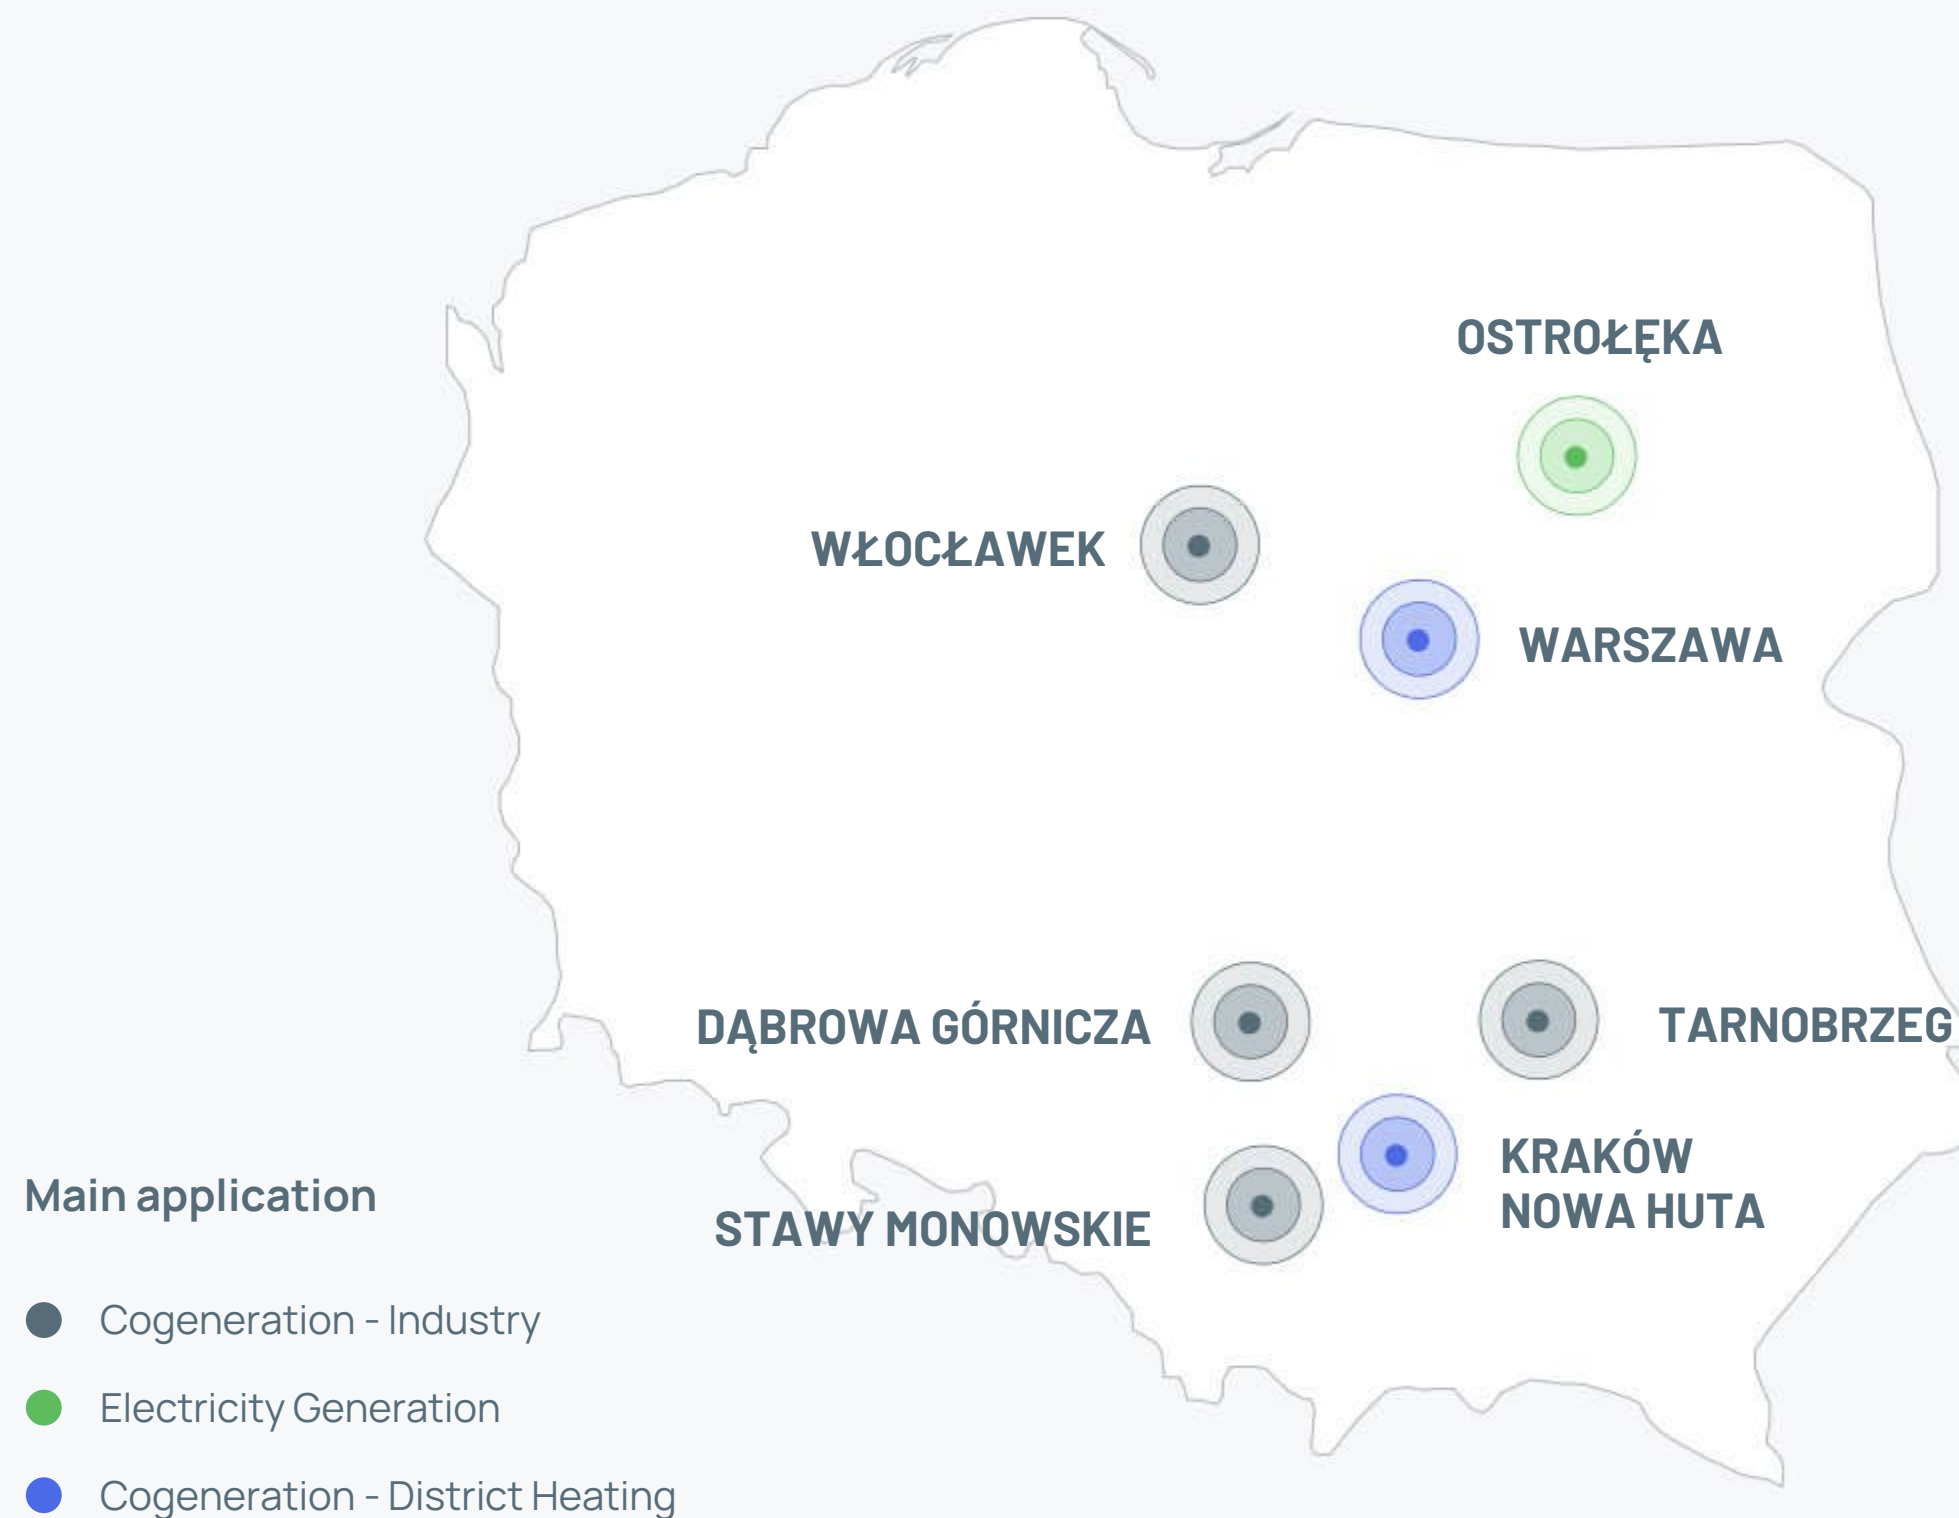 OSTROŁĘKA
WŁOCŁAWEK
WARSZAWA
DĄBROWA GÓRNICZA
TARNOBRZEG
KRAKÓW
NOWA HUTA
STAWY MONOWSKIE
Main application
Cogeneration - Industry
Electricity Generation
Cogeneration - District Heating